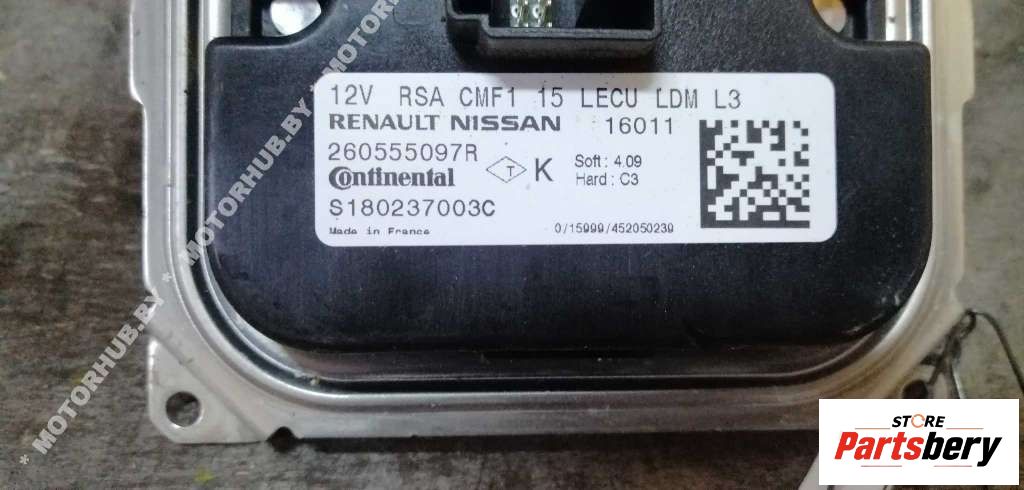 12V RSA CMF1 15 LECU LDM L3
RENAULT NISSAN 16011
260555097R
T K Soft : 4.09
Hard : C3
Continental
S180237003C
Made in France 0/15999/452050239
* MOTORHUB.BY * MOTORHUB.BY * MOTORHUB.BY
STORE
Partsbery